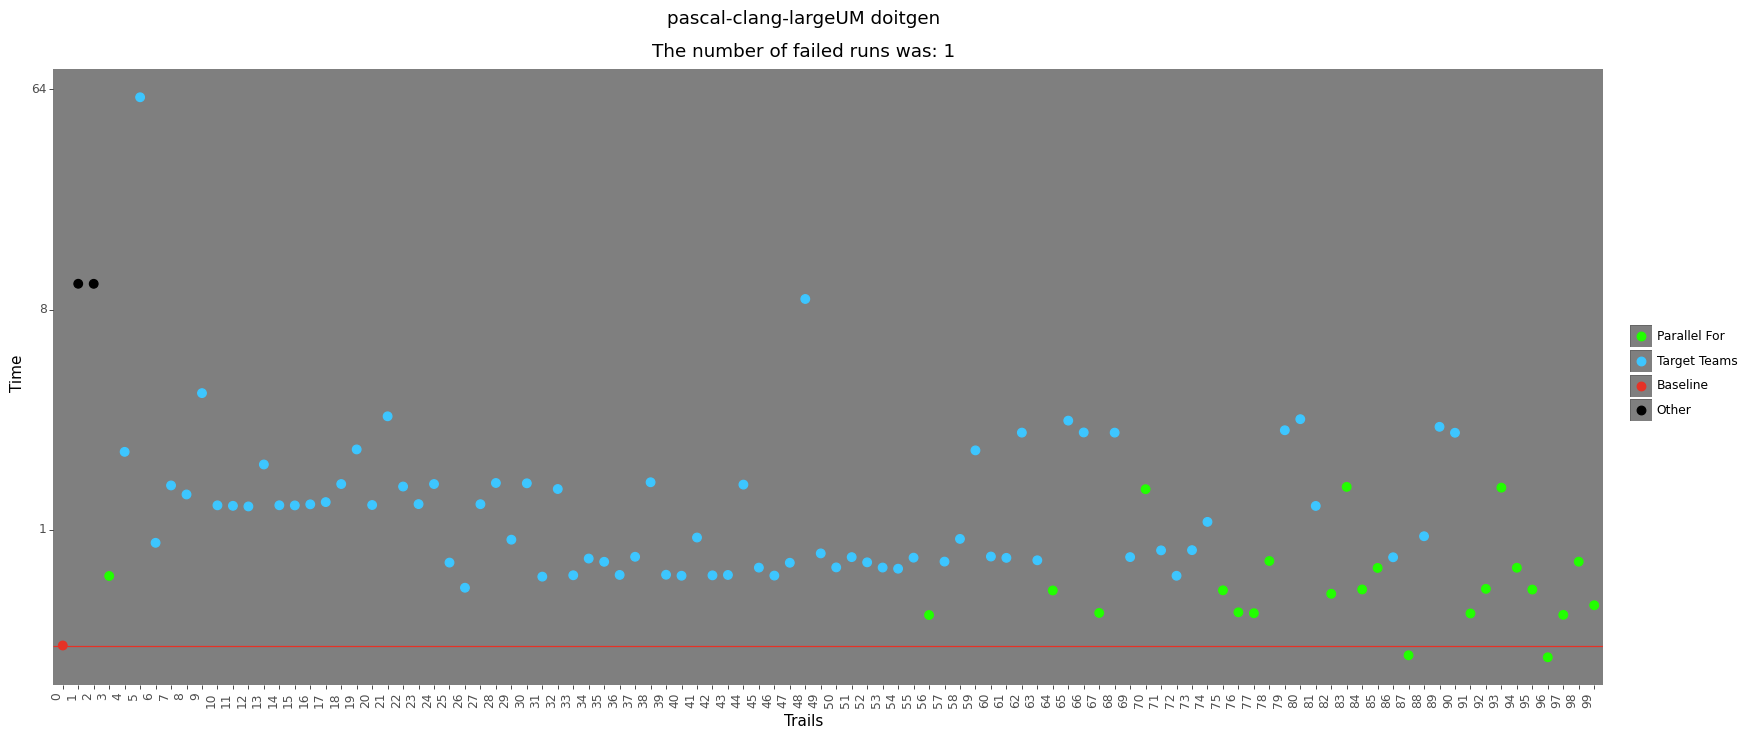 pascal-clang-largeUM doitgen
The number of failed runs was: 1
64
8
1
Time
0 1 2 3 4 5 6 7 8 9 10 11 12 13 14 15 16 17 18 19 20 21 22 23 24 25 26 27 28 29 30 31 32 33 34 35 36 37 38 39 40 41 42 43 44 45 46 47 48 49 50 51 52 53 54 55 56 57 58 59 60 61 62 63 64 65 66 67 68 69 70 71 72 73 74 75 76 77 78 79 80 81 82 83 84 85 86 87 88 89 90 91 92 93 94 95 96 97 98 99
Trails
Parallel For
Target Teams
Baseline
Other